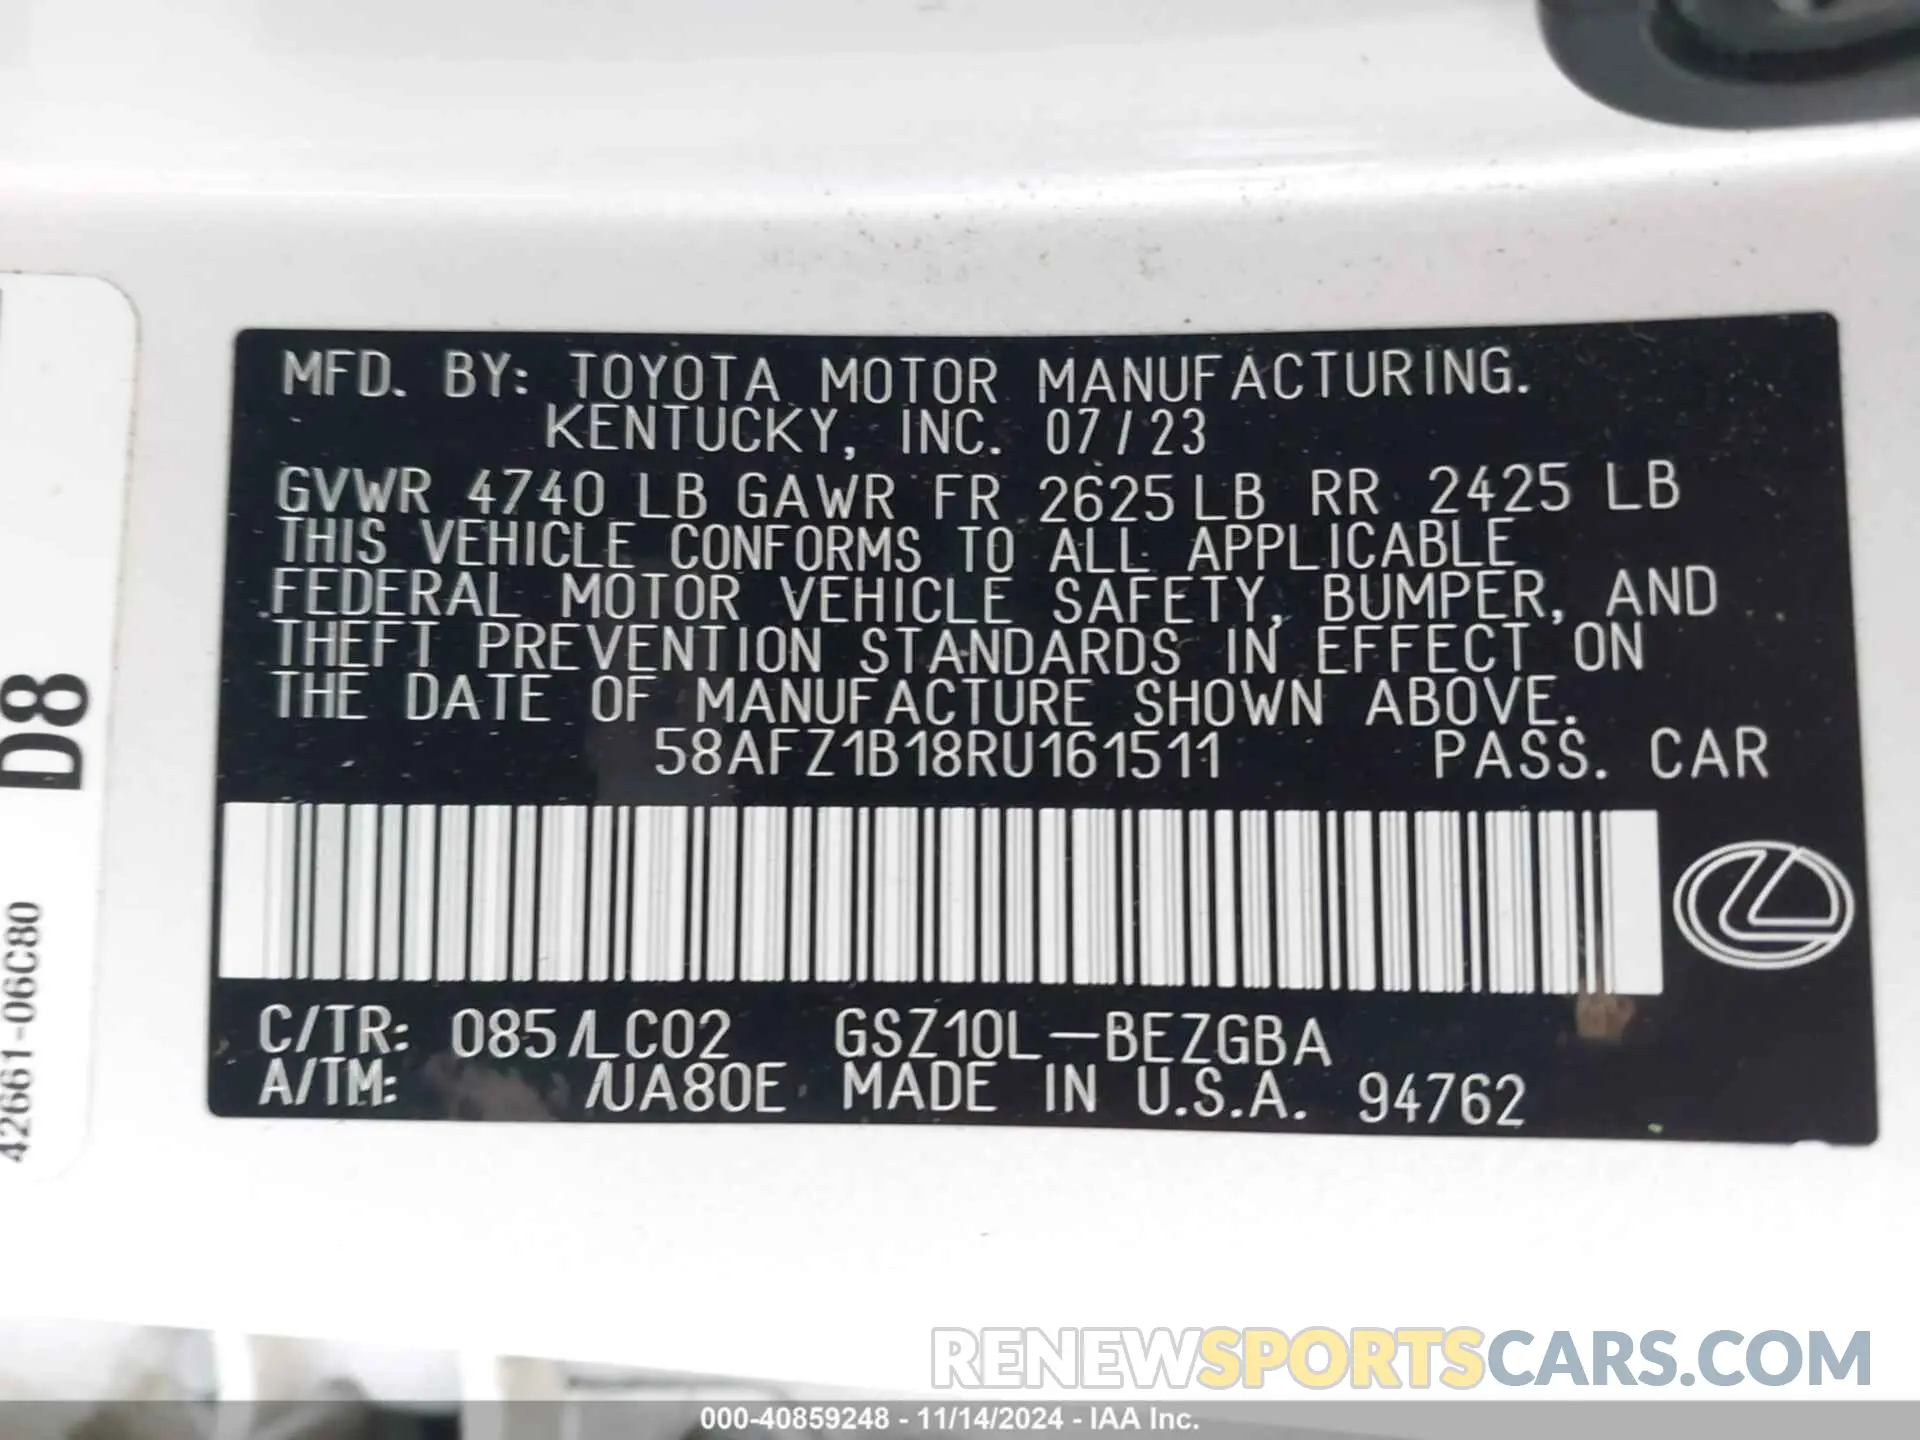 MFD. BY: TOYOTA MOTOR MANUFACTURING.
KENTUCKY, INC. 07/23
GVWR 4740 LB GAWR FR 2625 LB RR 2425 LB
THIS VEHICLE CONFORMS TO ALL APPLICABLE
FEDERAL MOTOR VEHICLE SAFETY, BUMPER, AND
THEFT PREVENTION STANDARDS IN EFFECT ON
THE DATE OF MANUFACTURE SHOWN ABOVE.
58AFZ1B18RU161511 PASS. CAR
C/TR: 085/LC02 GSZ10L-BEZGBA
A/TM: /UA80E MADE IN U.S.A. 94762
D8
42661-06C80
RENEWSPORTSCARS.COM
000-40859248 - 11/14/2024 - IAA Inc.